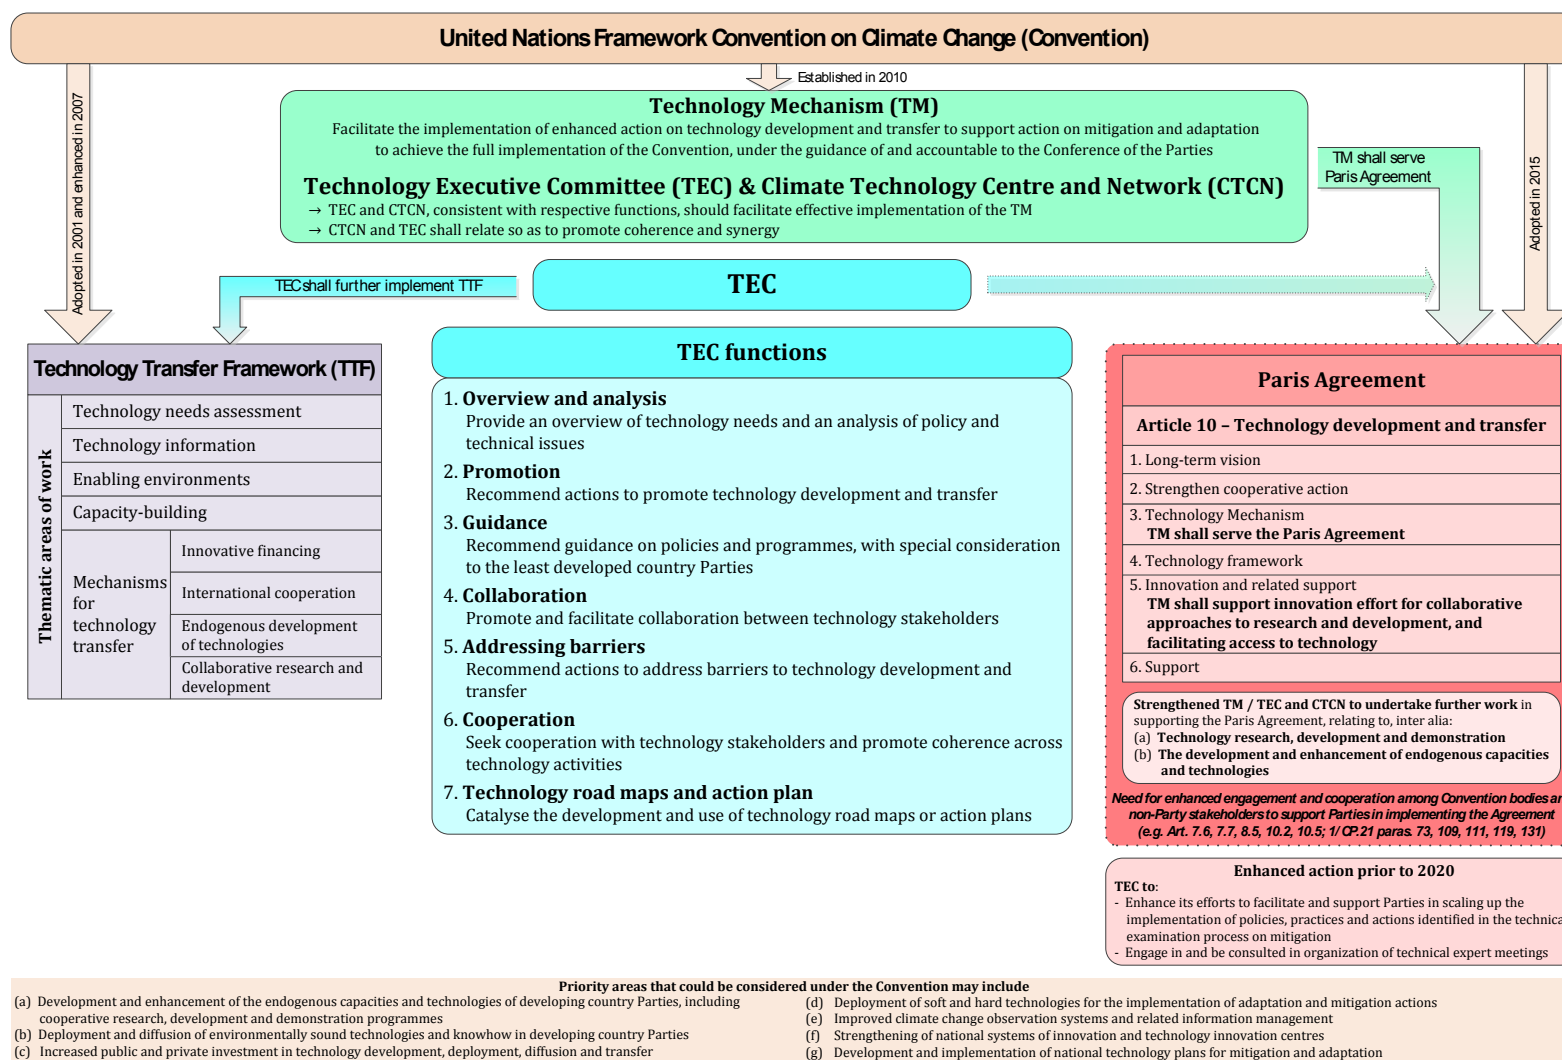 United Nations Framework Convention on Climate Change (Convention)
Established in 2010
Adopted in 2001 and enhanced in 2007
Technology Mechanism (TM)
Facilitate the implementation of enhanced action on technology development and transfer to support action on mitigation and adaptation
to achieve the full implementation of the Convention, under the guidance of and accountable to the Conference of the Parties
Technology Executive Committee (TEC) & Climate Technology Centre and Network (CTCN)
→ TEC and CTCN, consistent with respective functions, should facilitate effective implementation of the TM
→ CTCN and TEC shall relate so as to promote coherence and synergy
TM shall serve
Paris Agreement
Adopted in 2015
TEC shall further implement TTF
TEC
Technology Transfer Framework (TTF)
Thematic areas of work
Technology needs assessment
Technology information
Enabling environments
Capacity-building
Mechanisms
for
technology
transfer
Innovative financing
International cooperation
Endogenous development
of technologies
Collaborative research and
development
TEC functions
1. Overview and analysis
Provide an overview of technology needs and an analysis of policy and
technical issues
2. Promotion
Recommend actions to promote technology development and transfer
3. Guidance
Recommend guidance on policies and programmes, with special consideration
to the least developed country Parties
4. Collaboration
Promote and facilitate collaboration between technology stakeholders
5. Addressing barriers
Recommend actions to address barriers to technology development and
transfer
6. Cooperation
Seek cooperation with technology stakeholders and promote coherence across
technology activities
7. Technology road maps and action plan
Catalyse the development and use of technology road maps or action plans
Paris Agreement
Article 10 – Technology development and transfer
1. Long-term vision
2. Strengthen cooperative action
3. Technology Mechanism
TM shall serve the Paris Agreement
4. Technology framework
5. Innovation and related support
TM shall support innovation effort for collaborative
approaches to research and development, and
facilitating access to technology
6. Support
Strengthened TM / TEC and CTCN to undertake further work in
supporting the Paris Agreement, relating to, inter alia:
(a) Technology research, development and demonstration
(b) The development and enhancement of endogenous capacities
and technologies
Need for enhanced engagement and cooperation among Convention bodies
non-Party stakeholders to support Parties in implementing the Agreement
(e.g. Art. 7.6, 7.7, 8.5, 10.2, 10.5; 1/CP.21 paras. 73, 109, 111, 119, 131)
Enhanced action prior to 2020
TEC to:
- Enhance its efforts to facilitate and support Parties in scaling up the
implementation of policies, practices and actions identified in the technica
examination process on mitigation
- Engage in and be consulted in organization of technical expert meetings
Priority areas that could be considered under the Convention may include
(a) Development and enhancement of the endogenous capacities and technologies of developing country Parties, including
cooperative research, development and demonstration programmes
(b) Deployment and diffusion of environmentally sound technologies and knowhow in developing country Parties
(c) Increased public and private investment in technology development, deployment, diffusion and transfer
(d) Deployment of soft and hard technologies for the implementation of adaptation and mitigation actions
(e) Improved climate change observation systems and related information management
(f) Strengthening of national systems of innovation and technology innovation centres
(g) Development and implementation of national technology plans for mitigation and adaptation